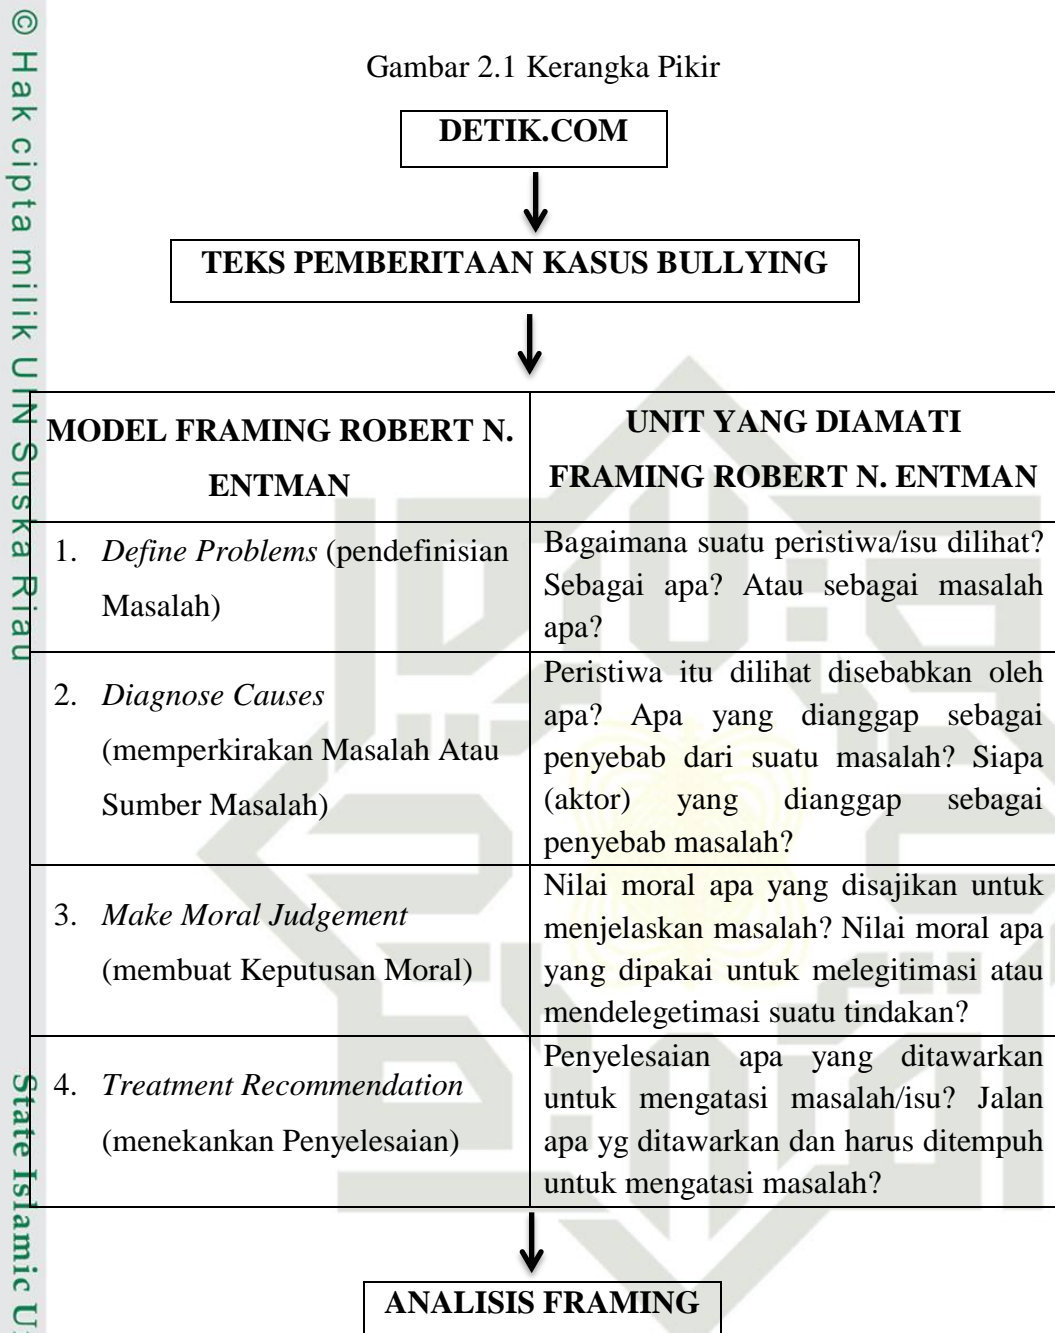 © Hak cipta milik UIN Suska Riau
State Islamic U
Gambar 2.1 Kerangka Pikir
DETIK.COM
TEKS PEMBERITAAN KASUS BULLYING
MODEL FRAMING ROBERT N.
ENTMAN
UNIT YANG DIAMATI
FRAMING ROBERT N. ENTMAN
1. Define Problems (pendefinisian
Masalah)
Bagaimana suatu peristiwa/isu dilihat?
Sebagai apa? Atau sebagai masalah
apa?
2. Diagnose Causes
(memperkirakan Masalah Atau
Sumber Masalah)
Peristiwa itu dilihat disebabkan oleh
apa? Apa yang dianggap sebagai
penyebab dari suatu masalah? Siapa
(aktor) yang dianggap sebagai
penyebab masalah?
3. Make Moral Judgement
(membuat Keputusan Moral)
Nilai moral apa yang disajikan untuk
menjelaskan masalah? Nilai moral apa
yang dipakai untuk melegitimasi atau
mendelegetimasi suatu tindakan?
4. Treatment Recommendation
(menekankan Penyelesaian)
Penyelesaian apa yang ditawarkan
untuk mengatasi masalah/isu? Jalan
apa yg ditawarkan dan harus ditempuh
untuk mengatasi masalah?
ANALISIS FRAMING